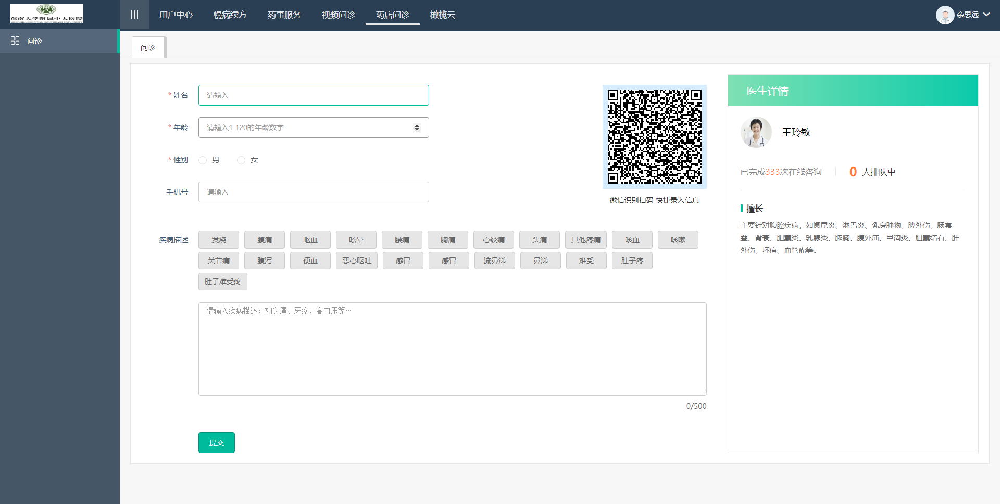 东南大学附属中大医院
ZHONGDA HOSPITAL SOUTHEAST UNIVERSITY
用户中心 慢病续方 药事服务 视频问诊 药店问诊 橄榄云
余思远
问诊
问诊
* 姓名 请输入
* 年龄 请输入1-120的年龄数字
* 性别 男 女
手机号 请输入
微信识别扫码 快捷录入信息
疾病描述 发烧 腹痛 呕血 眩晕 腰痛 胸痛 心绞痛 头痛 其他疼痛 咳血 咳嗽
关节痛 腹泻 便血 恶心呕吐 感冒 感冒 流鼻涕 鼻涕 难受 肚子疼
肚子难受疼
请输入疾病描述：如头痛、牙疼、高血压等…
0/500
提交
医生详情
王玲敏
已完成333次在线咨询 0 人排队中
擅长
主要针对腹腔疾病，如阑尾炎、淋巴炎、乳房肿物、脾外伤、肠套
叠、肾衰、胆囊炎、乳腺炎、脓胸、腹外疝、甲沟炎、胆囊结石、肝
外伤、坏疽、血管瘤等。